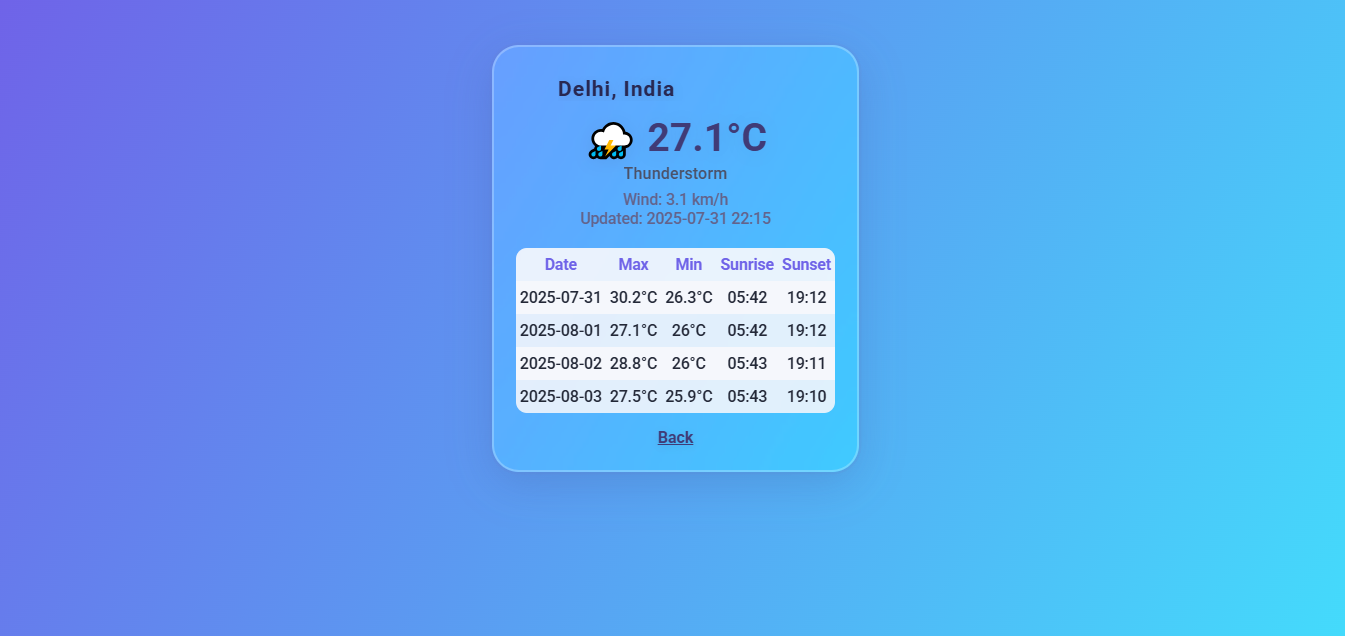 Delhi, India
27.1°C
Thunderstorm
Wind: 3.1 km/h
Updated: 2025-07-31 22:15
Date Max Min Sunrise Sunset
2025-07-31 30.2°C 26.3°C 05:42 19:12
2025-08-01 27.1°C 26°C 05:42 19:12
2025-08-02 28.8°C 26°C 05:43 19:11
2025-08-03 27.5°C 25.9°C 05:43 19:10
Back